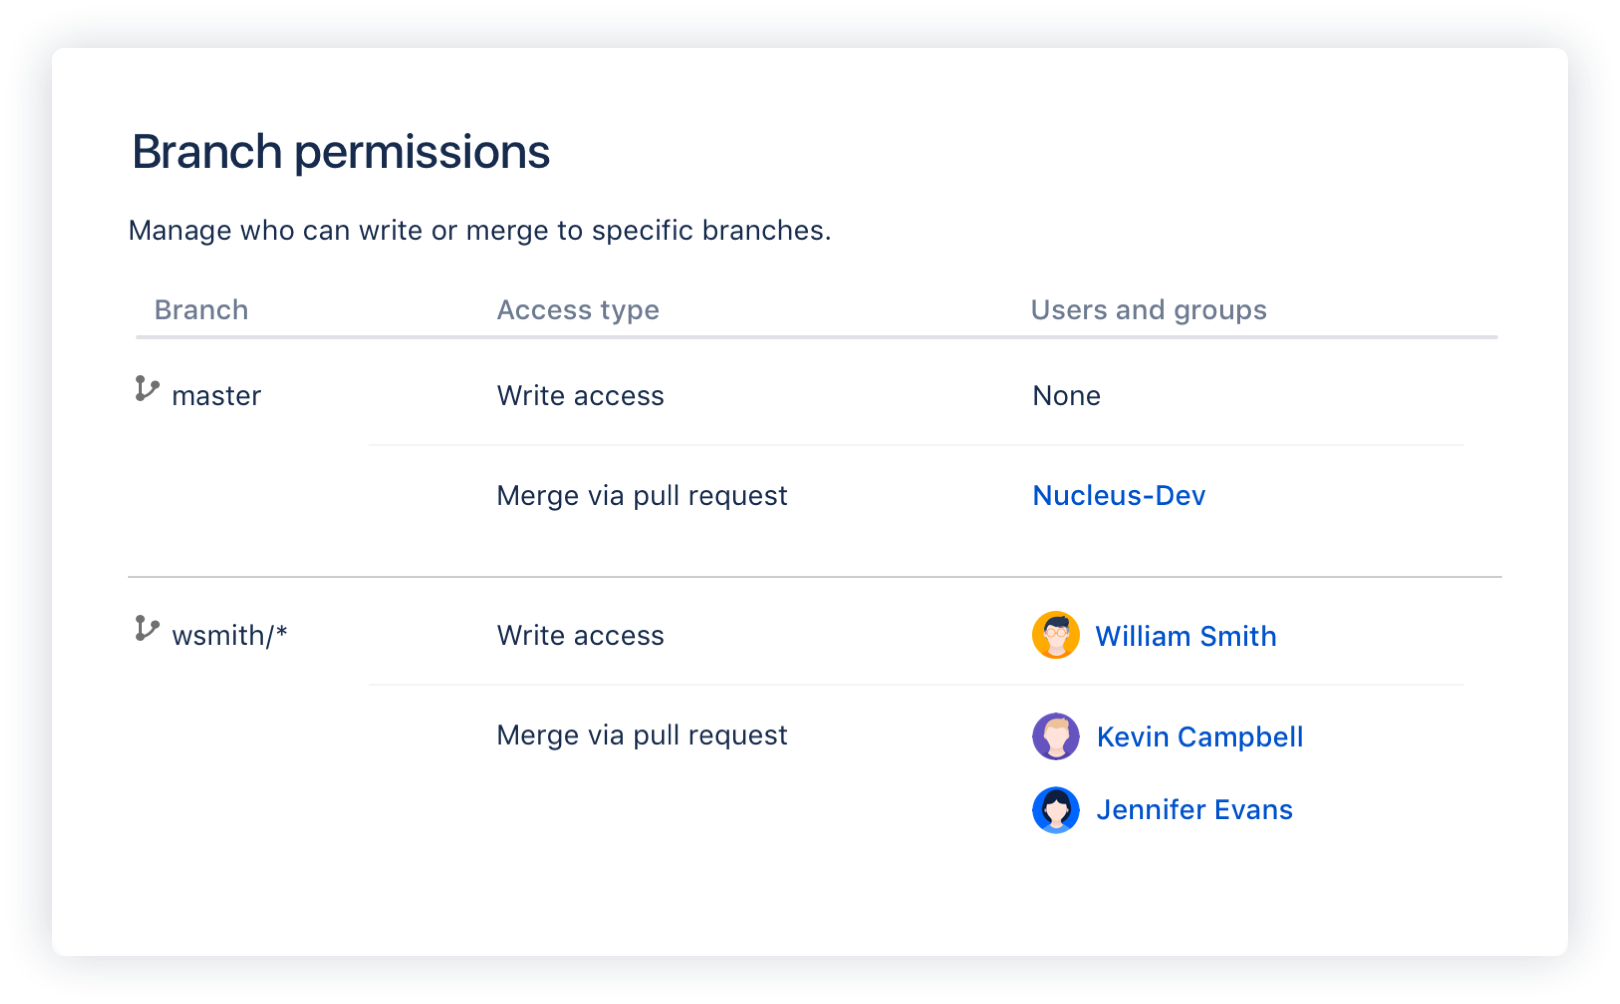 Branch permissions
Manage who can write or merge to specific branches.
Branch Access type Users and groups
master Write access None
Merge via pull request Nucleus-Dev
wsmith/* Write access William Smith
Merge via pull request Kevin Campbell
Jennifer Evans